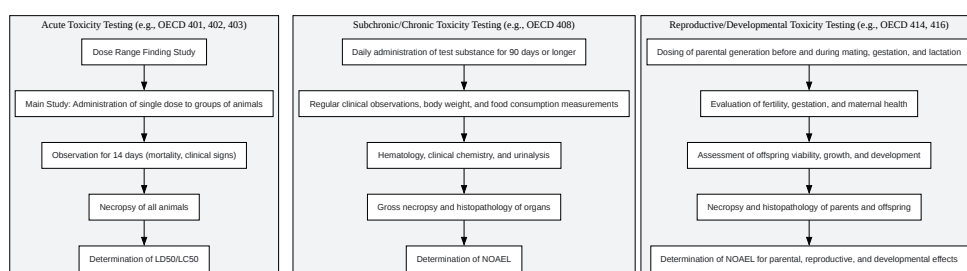 Acute Toxicity Testing (e.g., OECD 401, 402, 403)
Dose Range Finding Study
Main Study: Administration of single dose to groups of animals
Observation for 14 days (mortality, clinical signs)
Necropsy of all animals
Determination of LD50/LC50
Subchronic/Chronic Toxicity Testing (e.g., OECD 408)
Daily administration of test substance for 90 days or longer
Regular clinical observations, body weight, and food consumption measurements
Hematology, clinical chemistry, and urinalysis
Gross necropsy and histopathology of organs
Determination of NOAEL
Reproductive/Developmental Toxicity Testing (e.g., OECD 414, 416)
Dosing of parental generation before and during mating, gestation, and lactation
Evaluation of fertility, gestation, and maternal health
Assessment of offspring viability, growth, and development
Necropsy and histopathology of parents and offspring
Determination of NOAEL for parental, reproductive, and developmental effects